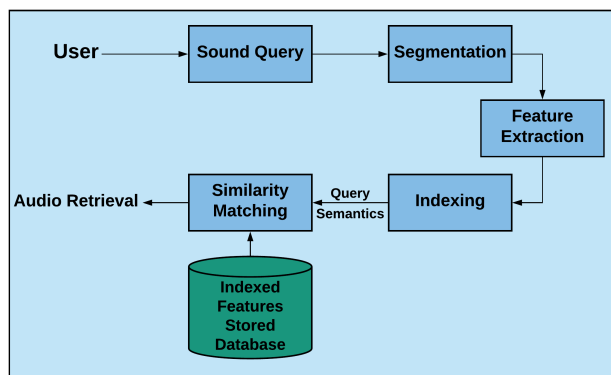 User
Sound Query
Segmentation
Feature
Extraction
Audio Retrieval
Similarity
Matching
Query
Semantics
Indexing
Indexed
Features
Stored
Database